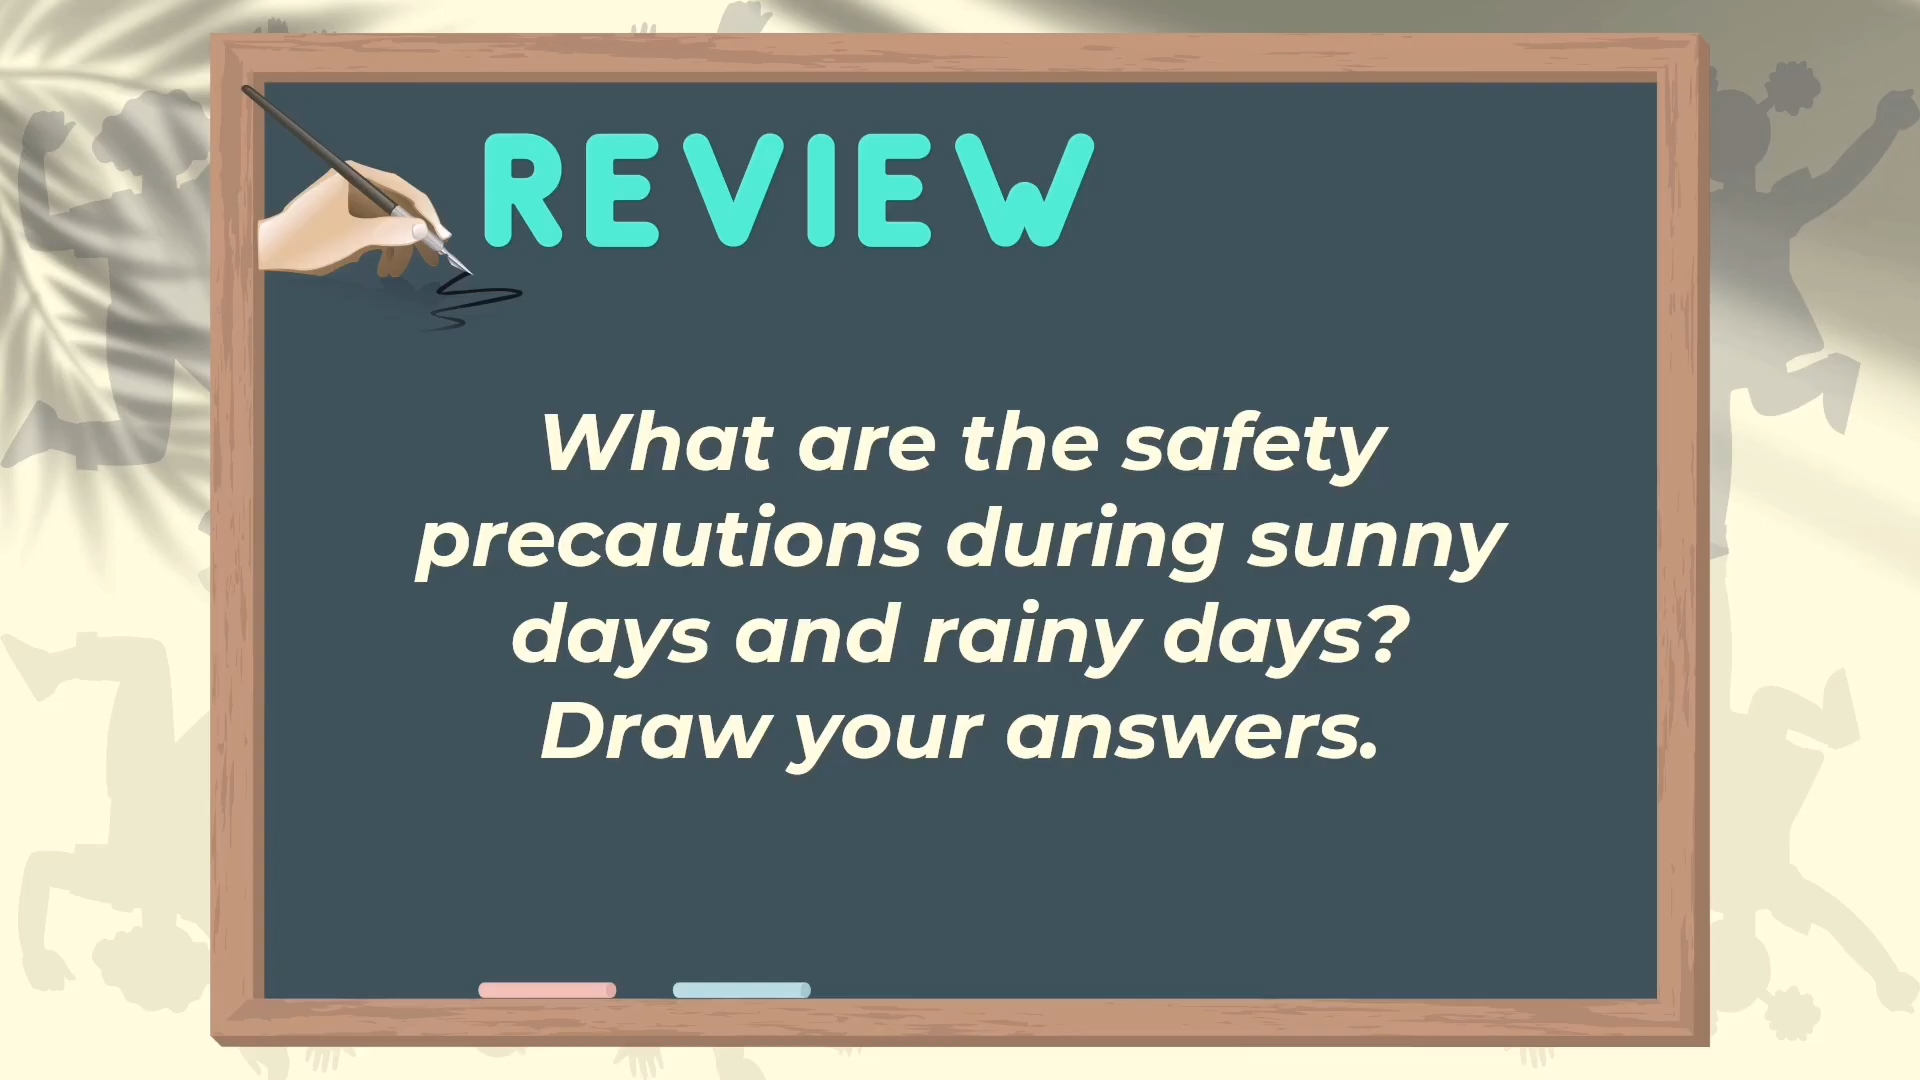 REVIEW
What are the safety
precautions during sunny
days and rainy days?
Draw your answers.